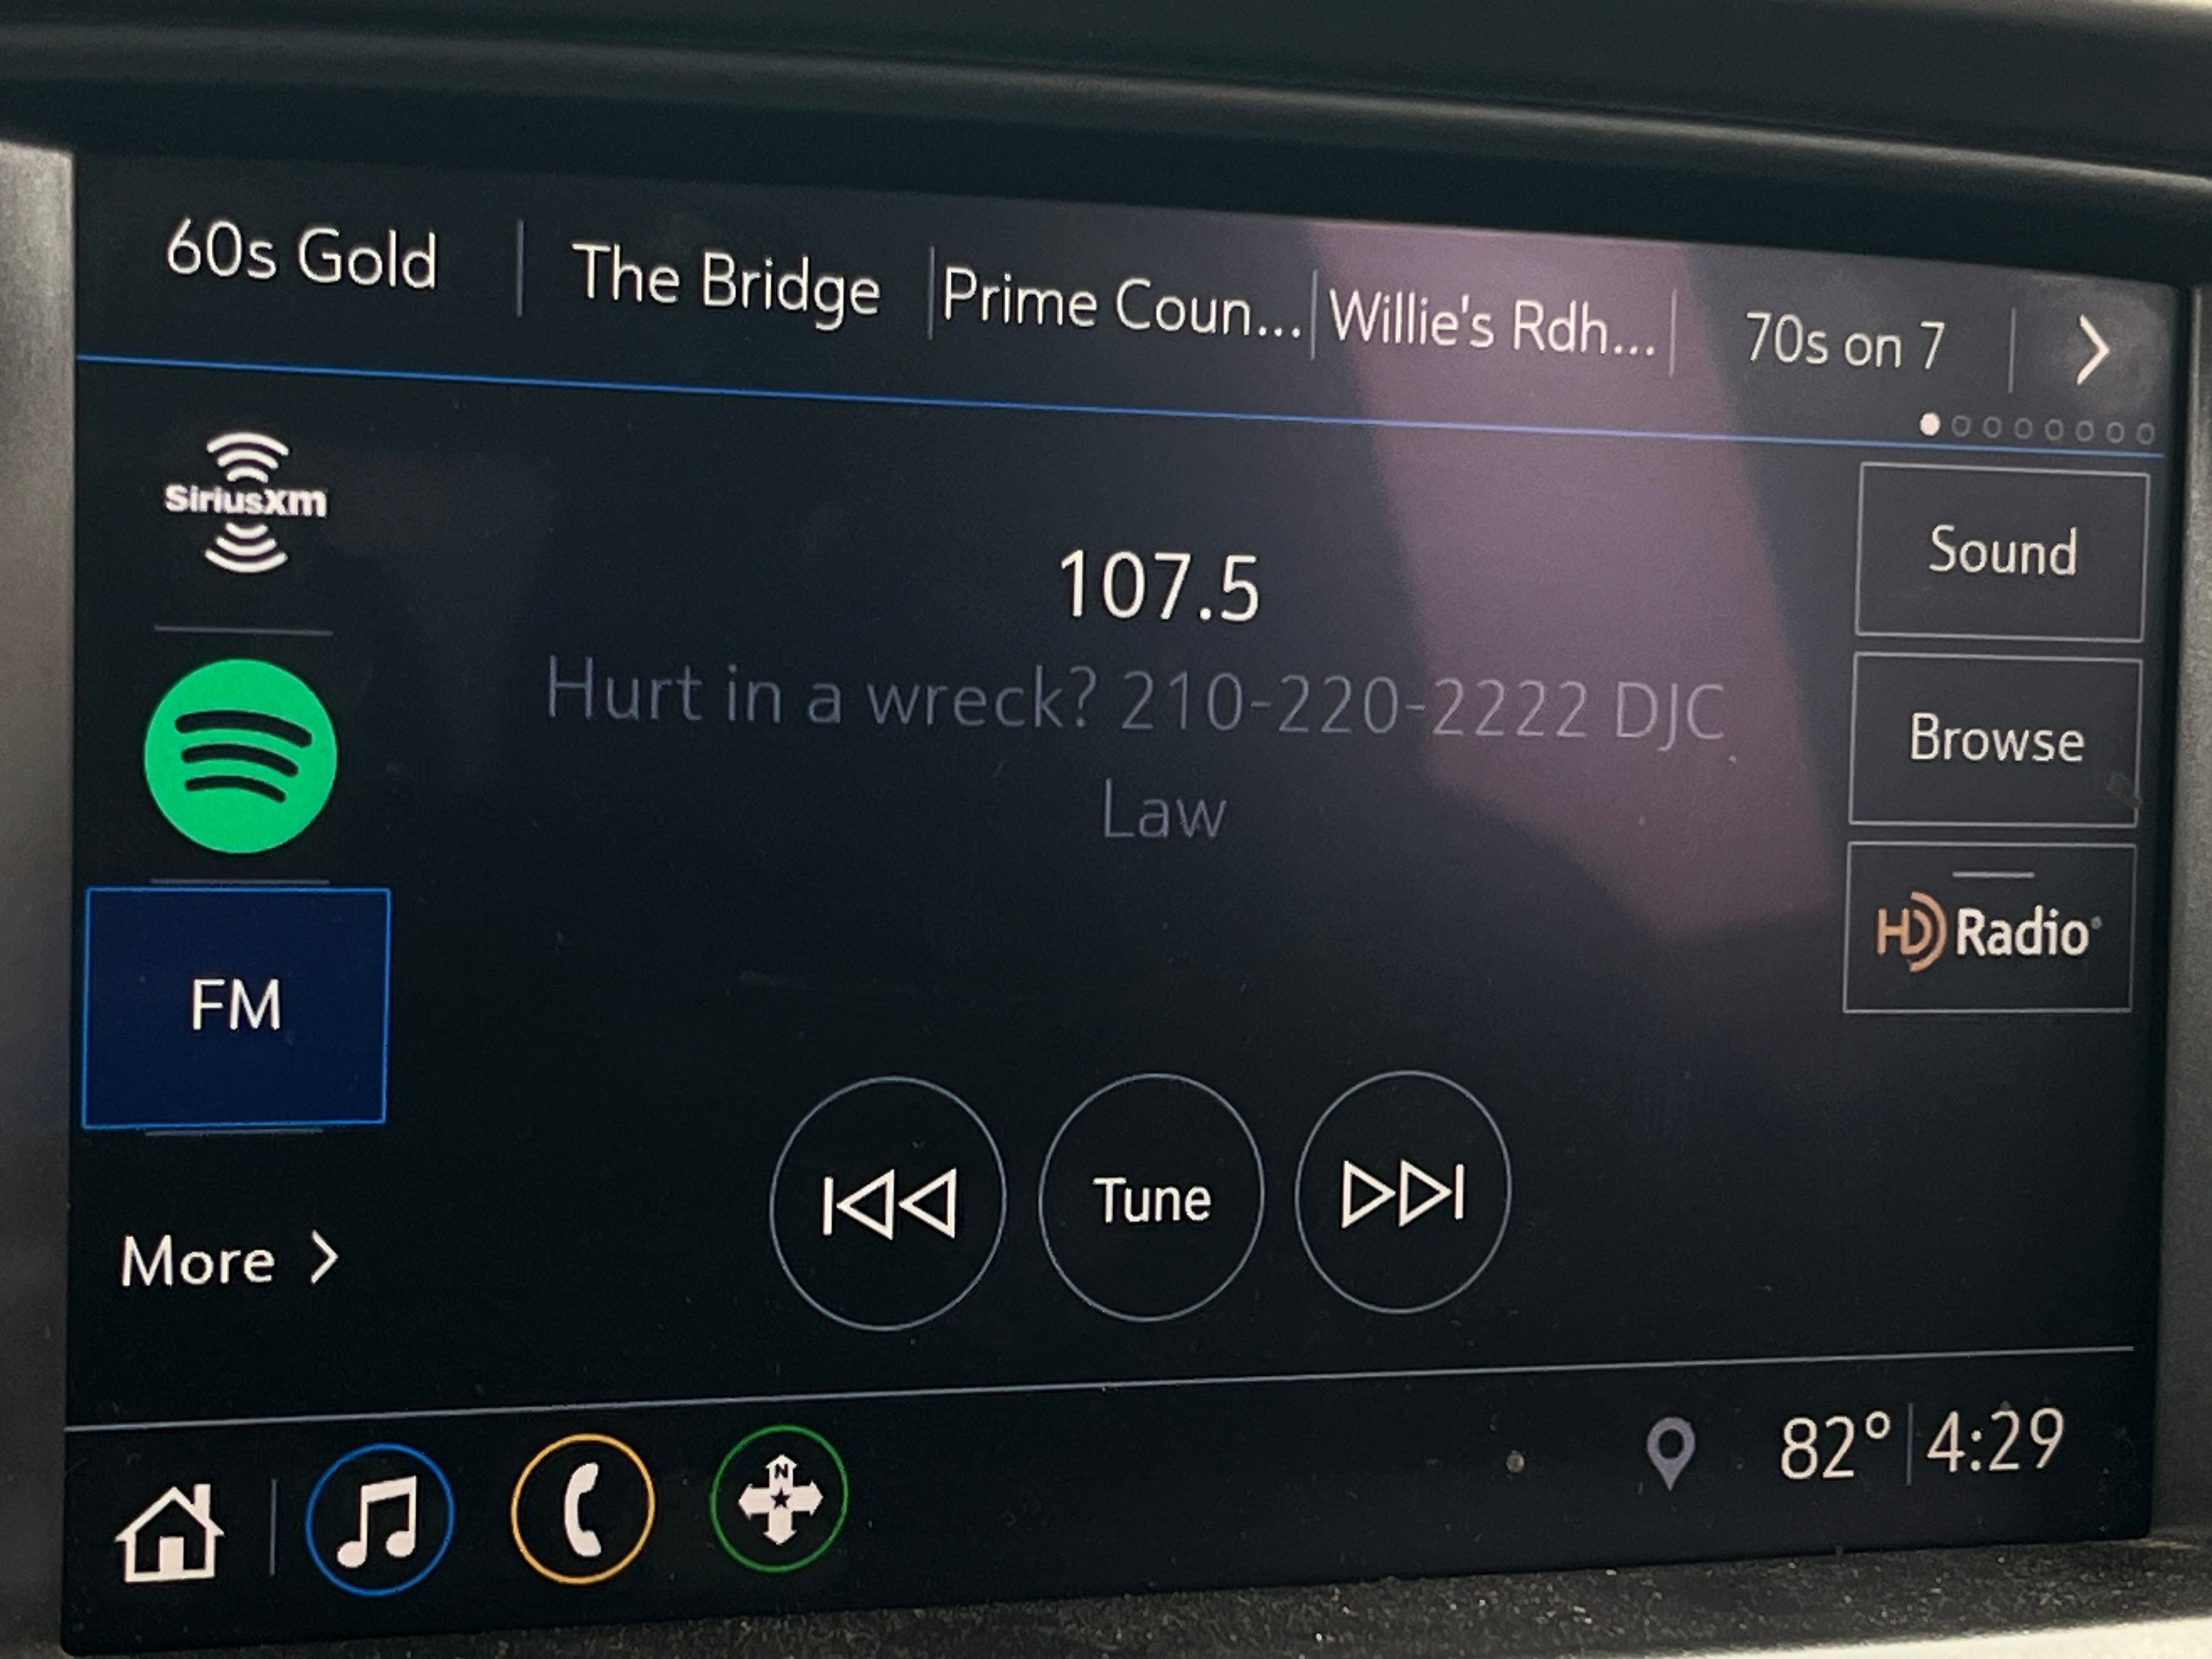 60s Gold
The Bridge
Prime Coun...
Willie's Rdh...
70s on 7
SiriusXm
107.5
Hurt in a wreck? 210-220-2222 DJC
Law
Sound
Browse
HD Radio
FM
More
Tune
N
82° 4:29